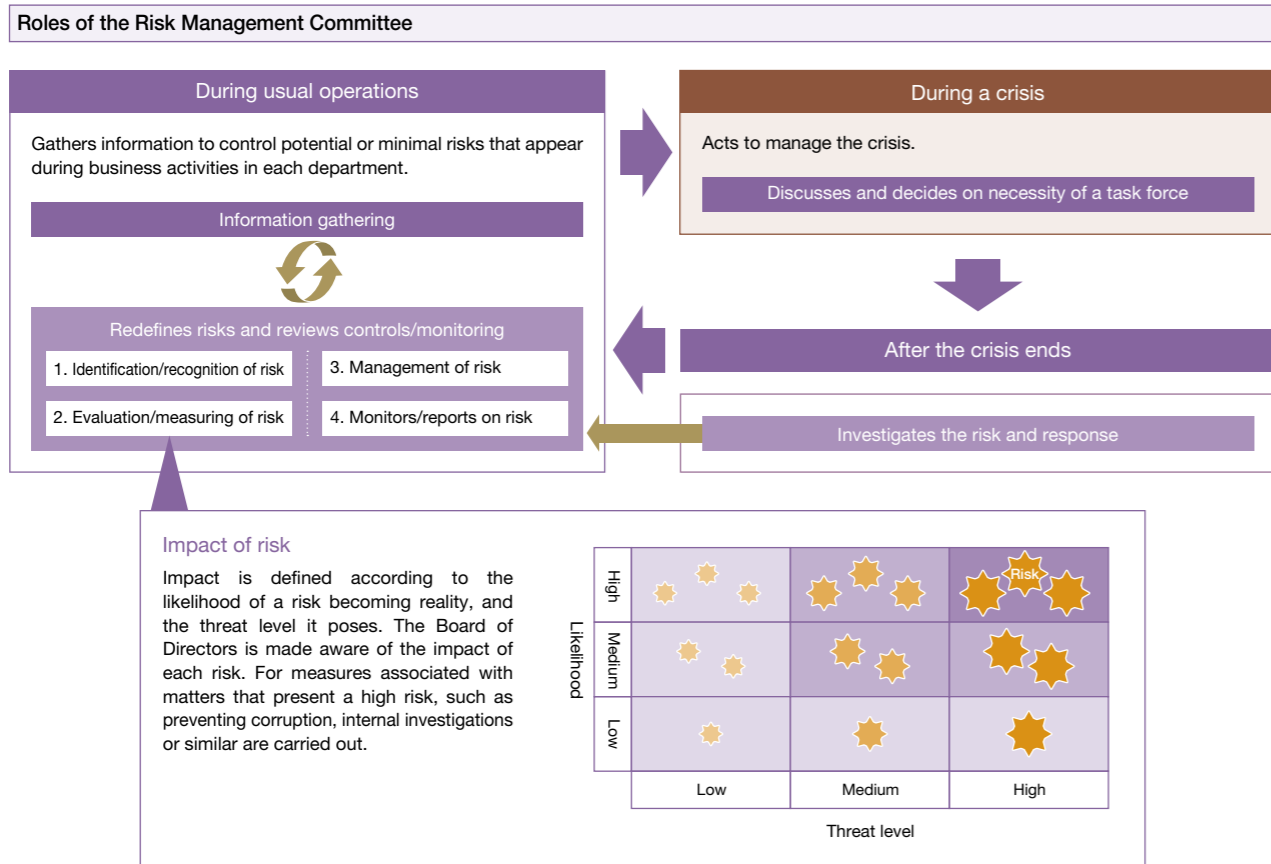 Roles of the Risk Management Committee
During usual operations
Gathers information to control potential or minimal risks that appear
during business activities in each department.
Information gathering
Redefines risks and reviews controls/monitoring
1. Identification/recognition of risk
2. Evaluation/measuring of risk
3. Management of risk
4. Monitors/reports on risk
During a crisis
Acts to manage the crisis.
Discusses and decides on necessity of a task force
After the crisis ends
Investigates the risk and response
Impact of risk
Impact is defined according to the
likelihood of a risk becoming reality, and
the threat level it poses. The Board of
Directors is made aware of the impact of
each risk. For measures associated with
matters that present a high risk, such as
preventing corruption, internal investigations
or similar are carried out.
Likelihood
High
Medium
Low
Risk
Low
Medium
High
Threat level